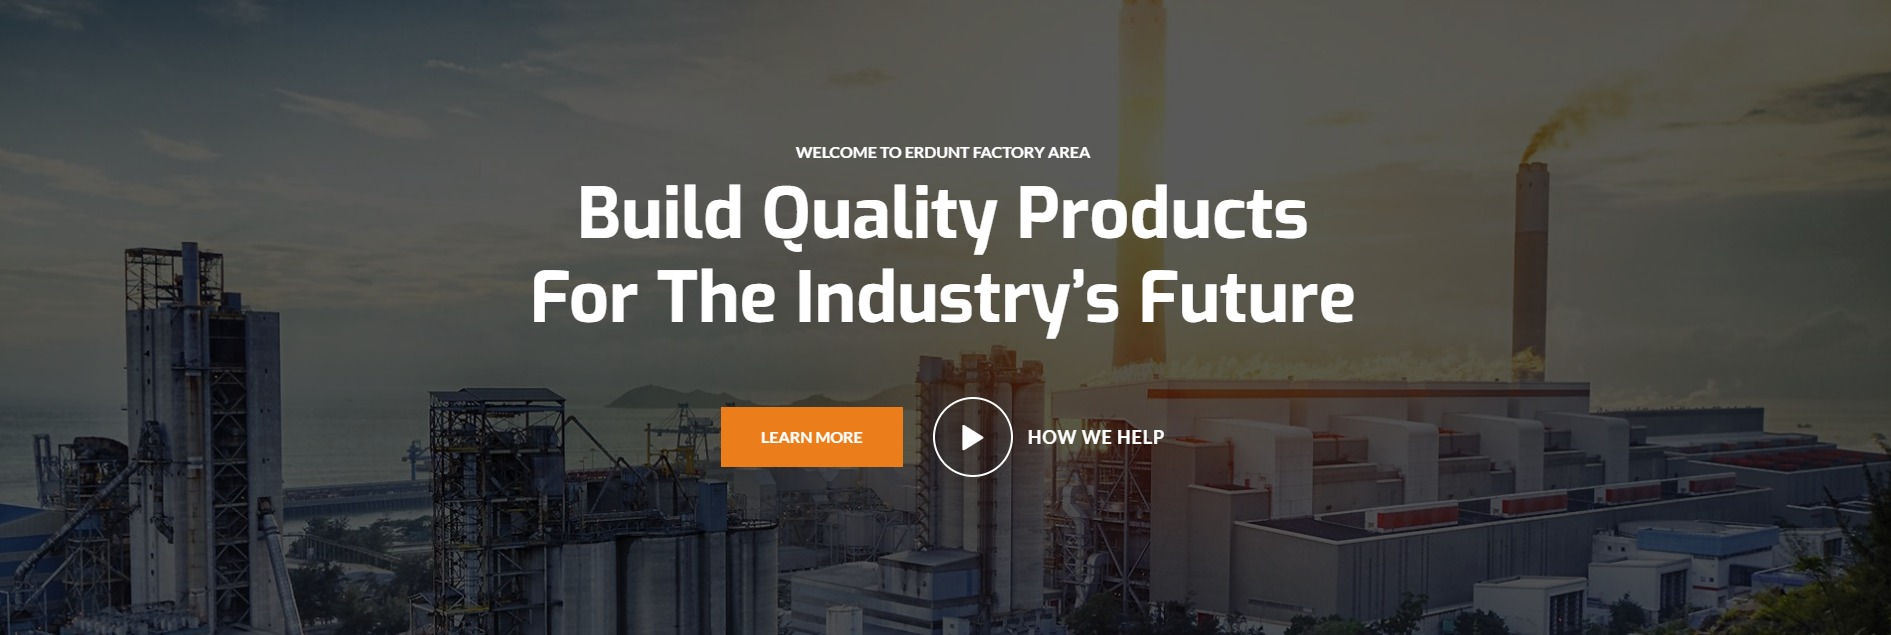 WELCOME TO ERDUNT FACTORY AREA
Build Quality Products
For The Industry’s Future
LEARN MORE
HOW WE HELP